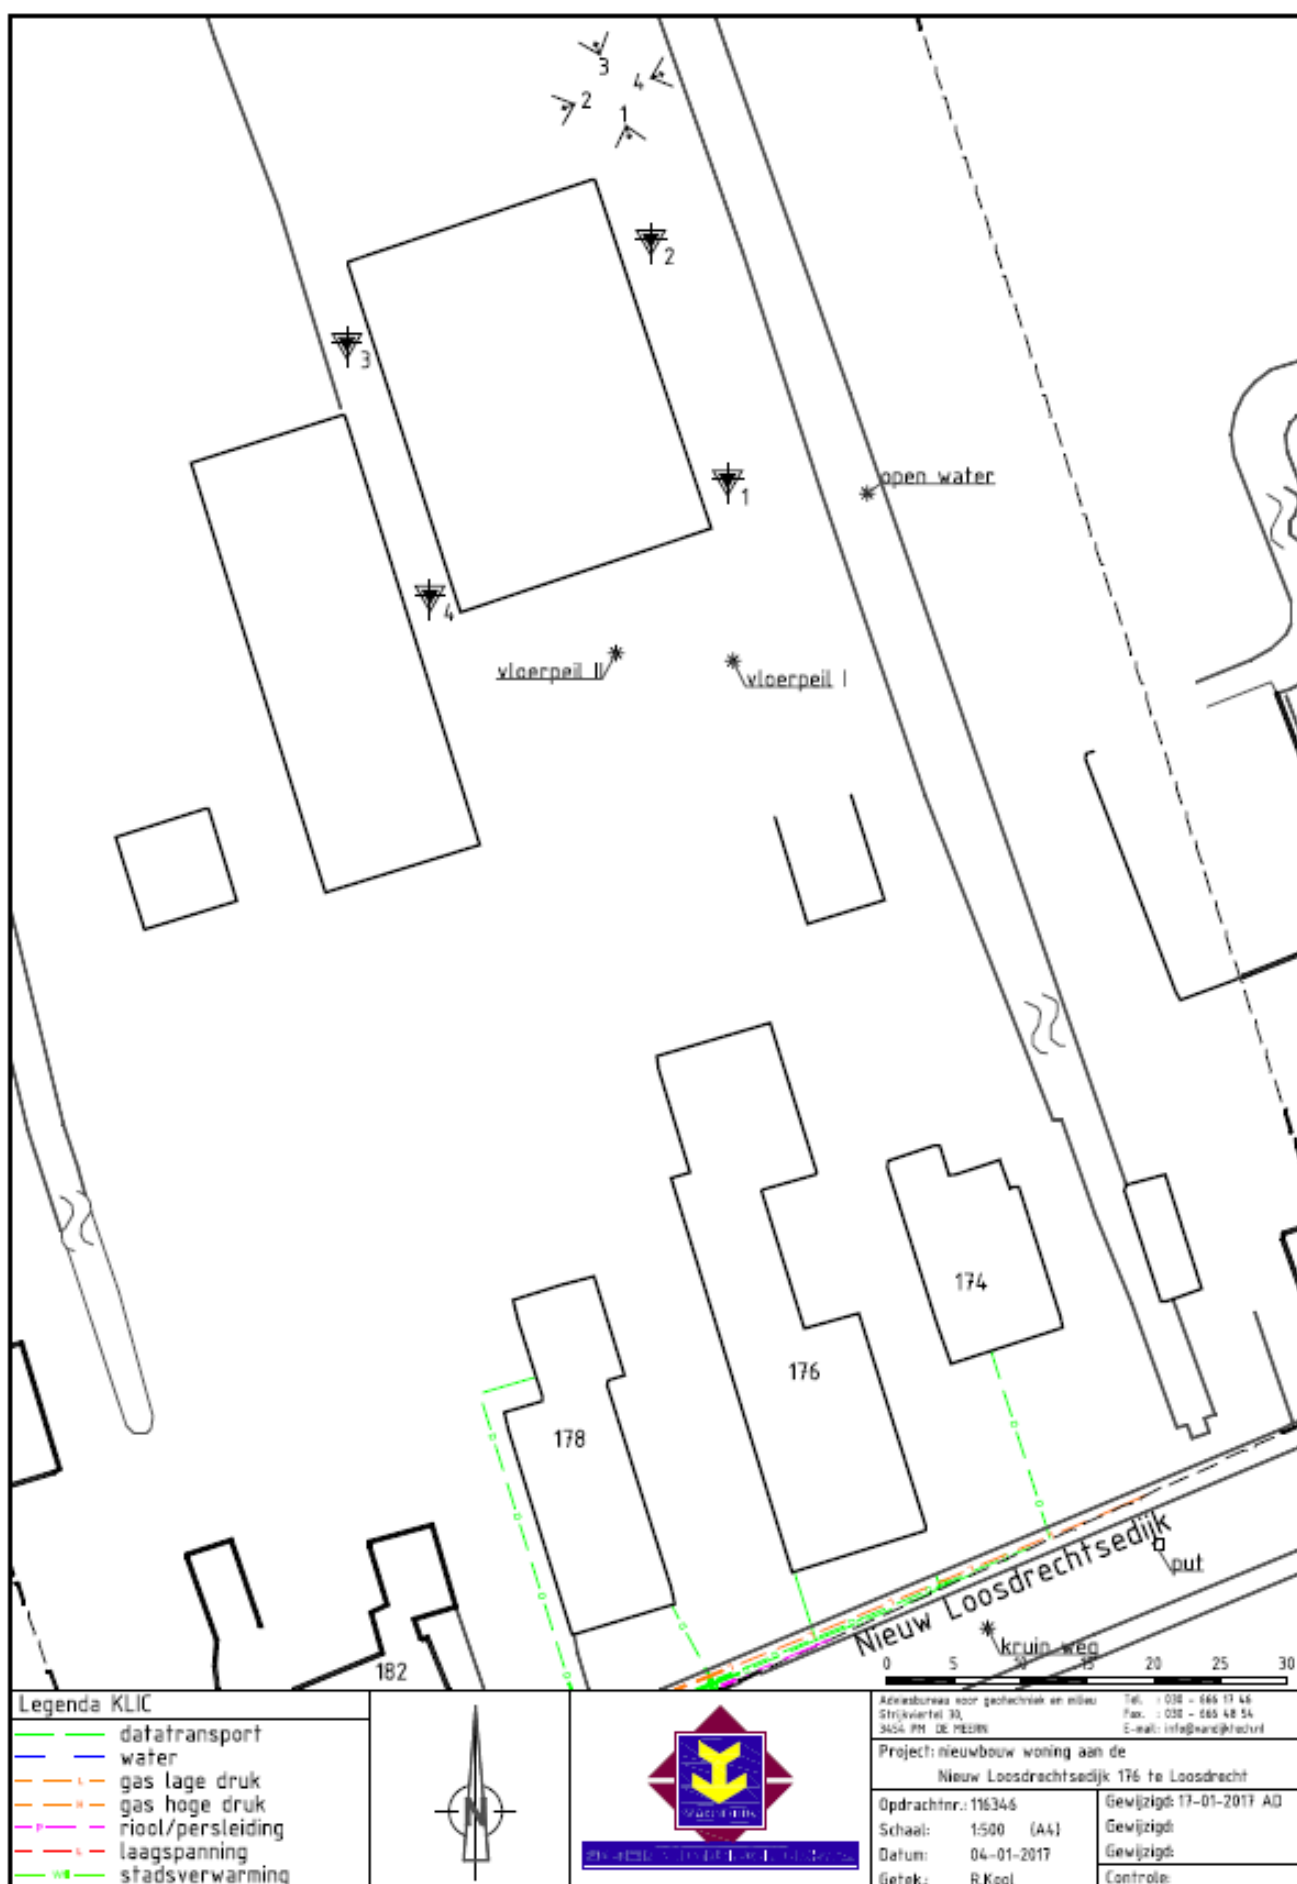 3
4
2
1
2
3
1
open water
4
vloerpeil II
vloerpeil I
174
176
178
Nieuw Loosdrechtsedijk
put
kruin weg
182
0 5 10 15 20 25 30
Legenda KLIC
datatransport
water
L gas lage druk
H gas hoge druk
P riool/persleiding
L laagspanning
stadsverwarming
N
Adviesbureau voor geotechniek en milieu
Strijkviertel 30,
3454 PM DE MEERN
Tel. : 030 - 666 17 46
Fax. : 030 - 666 48 54
E-mail: info@vandijktech.nl
Project: nieuwbouw woning aan de
Nieuw Loosdrechtsedijk 176 te Loosdrecht
Opdrachtnr.: 116346
Schaal: 1:500 (A4)
Datum: 04-01-2017
Getek.: R.Kool
Gewijzigd: 17-01-2017 AD
Gewijzigd:
Gewijzigd:
Controle: